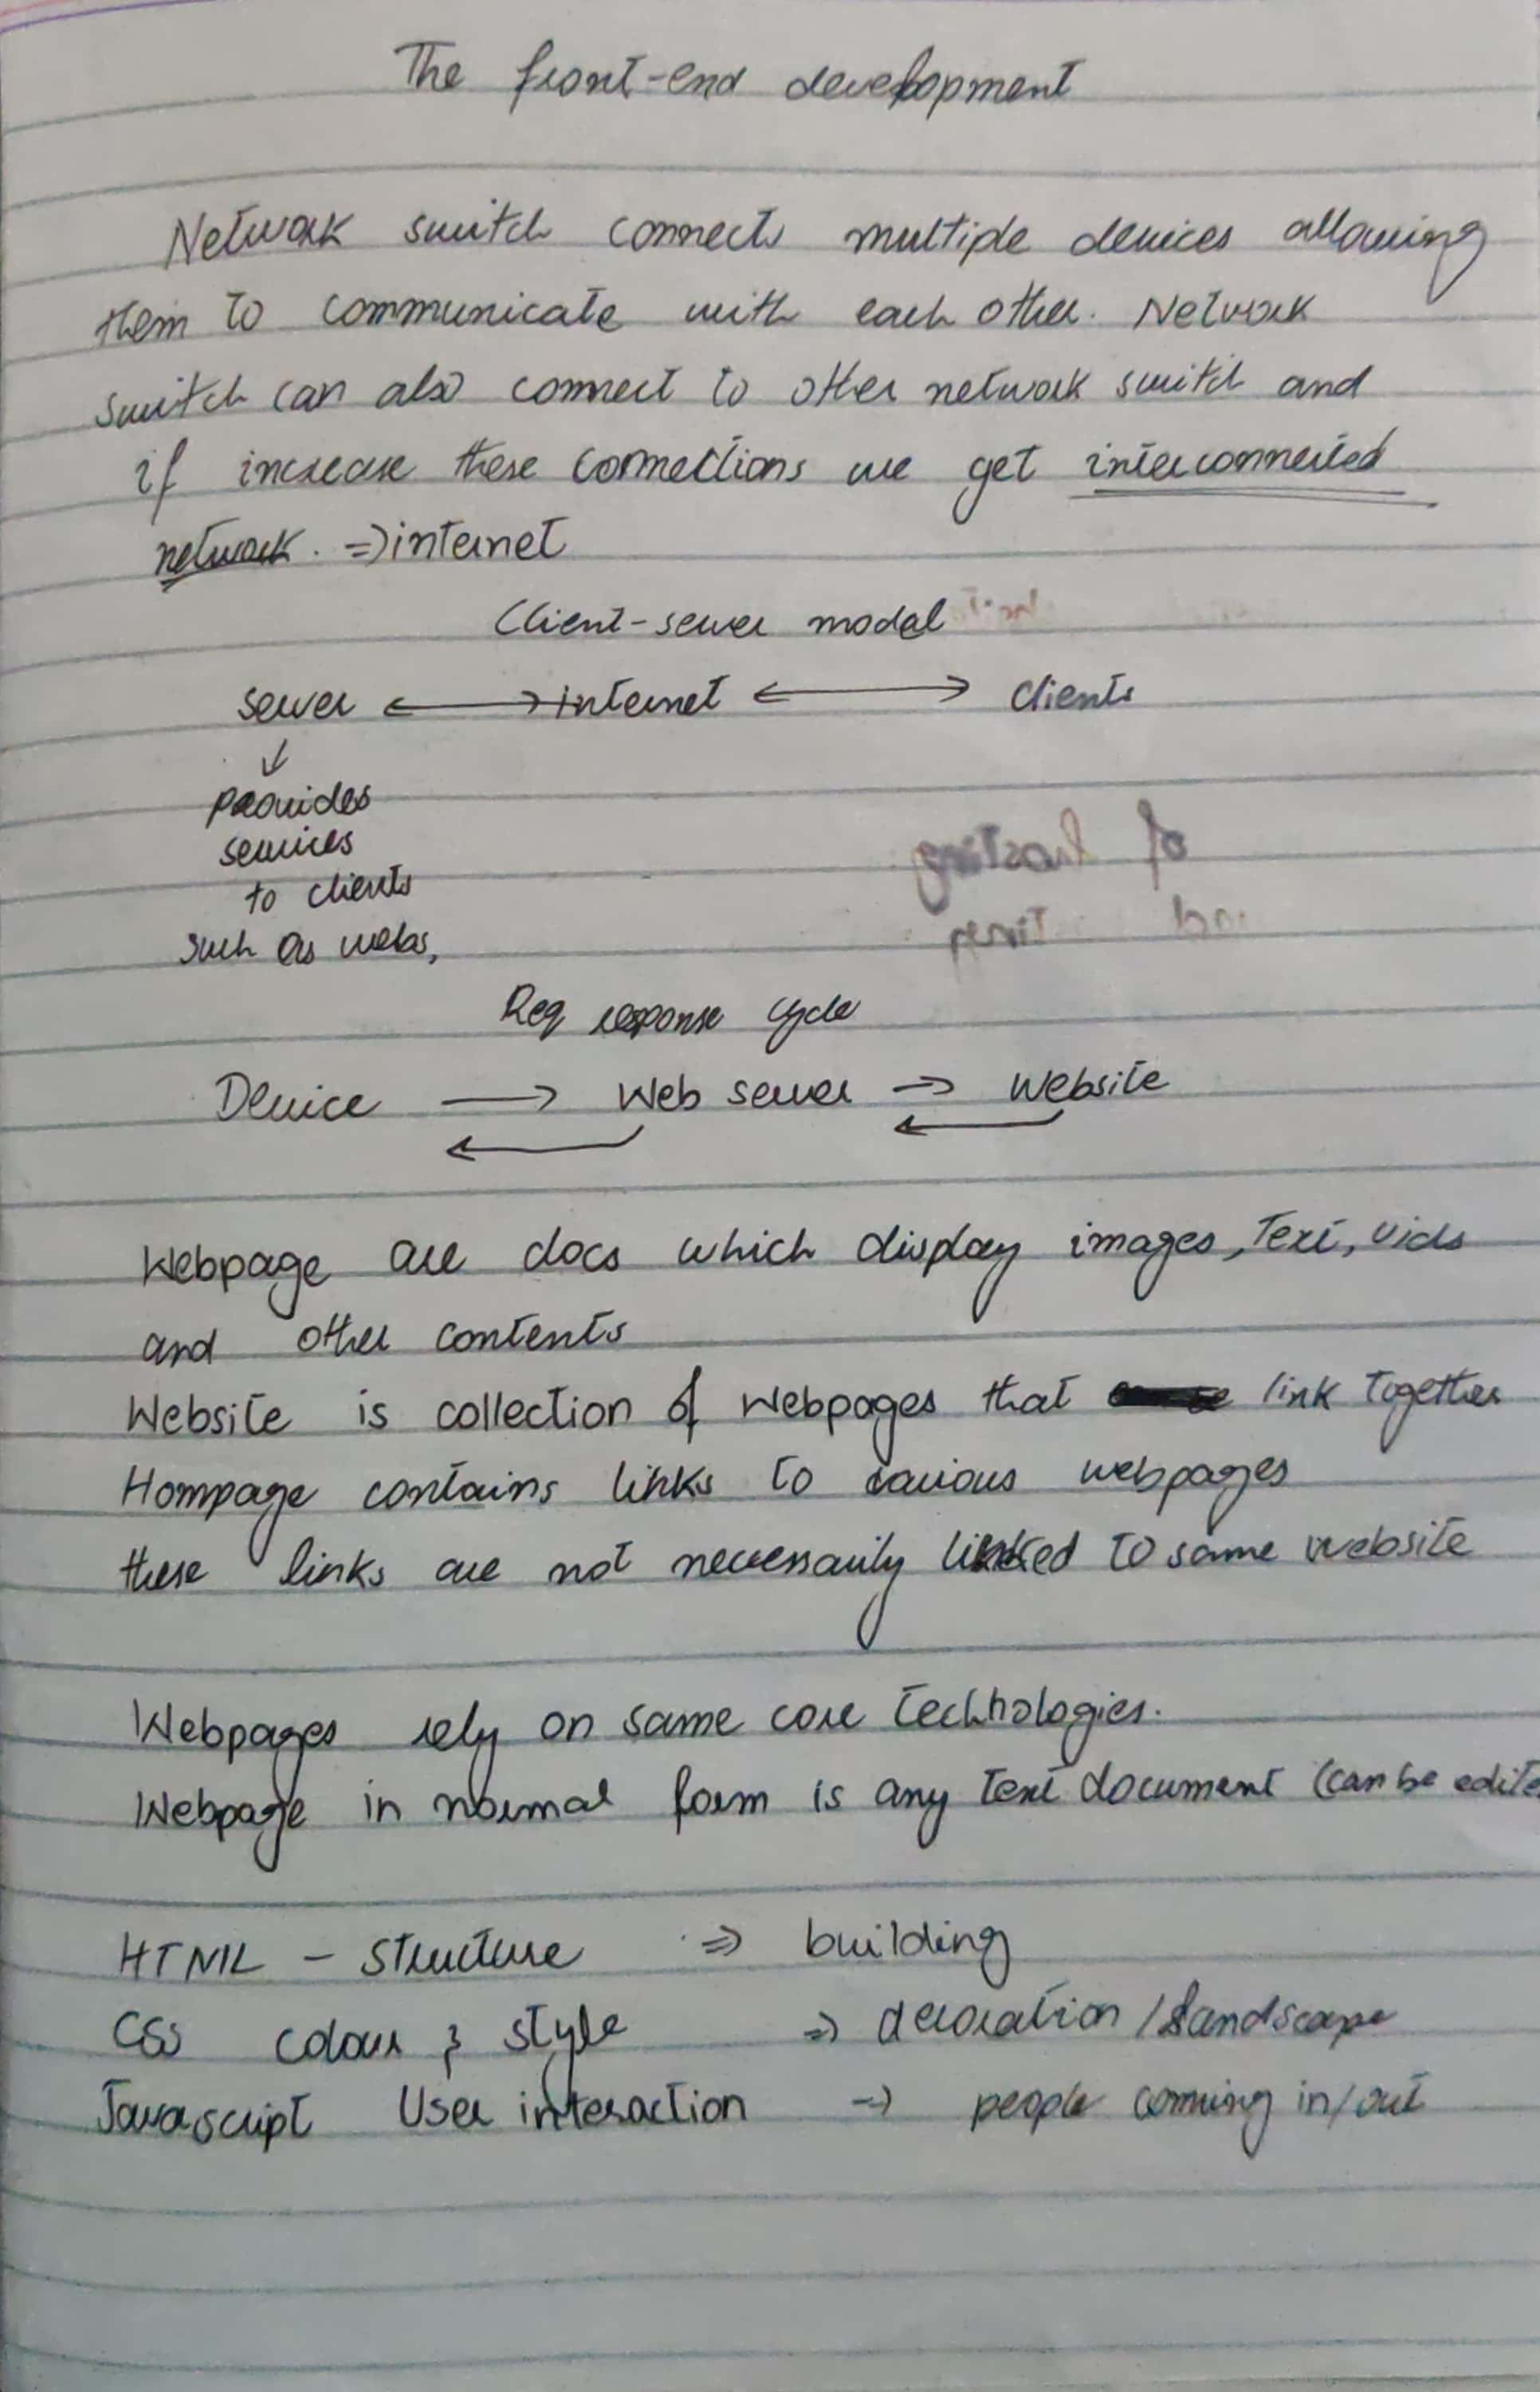 The front-end development
Network switch connects multiple devices allowing
them to communicate with each other. Network
switch can also connect to other network switch and
if increase these connections we get interconnected
network. => internet
Client-server modal
server <-> internet <-> clients
↓
provides
services
to clients
such as webs,
Req response cycle
Device -> Web server -> Website
Webpage are docs which display images, Text, vids
and other contents
Website is collection of webpages that link together
Hompage contains links to various webpages
these links are not necessarily linked to same website
Webpages rely on same core technologies.
Webpage in normal form is any text document (can be edite
HTML - structure => building
CSS colour & style => decoration / landscape
Javascript User interaction -> people coming in/out